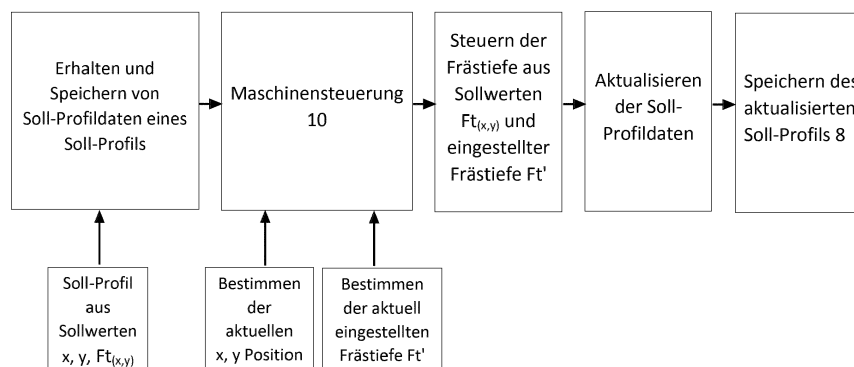 Erhalten und
Speichern von
Soll-Profildaten eines
Soll-Profils
Maschinensteuerung
10
Steuern der
Frästiefe aus
Sollwerten
Ft(x,y) und
eingestellter
Frästiefe Ft'
Aktualisieren
der Soll-
Profildaten
Speichern des
aktualisierten
Soll-Profils 8
Soll-Profil
aus
Sollwerten
x, y, Ft(x,y)
Bestimmen
der
aktuellen
x, y Position
Bestimmen
der aktuell
eingestellten
Frästiefe Ft'